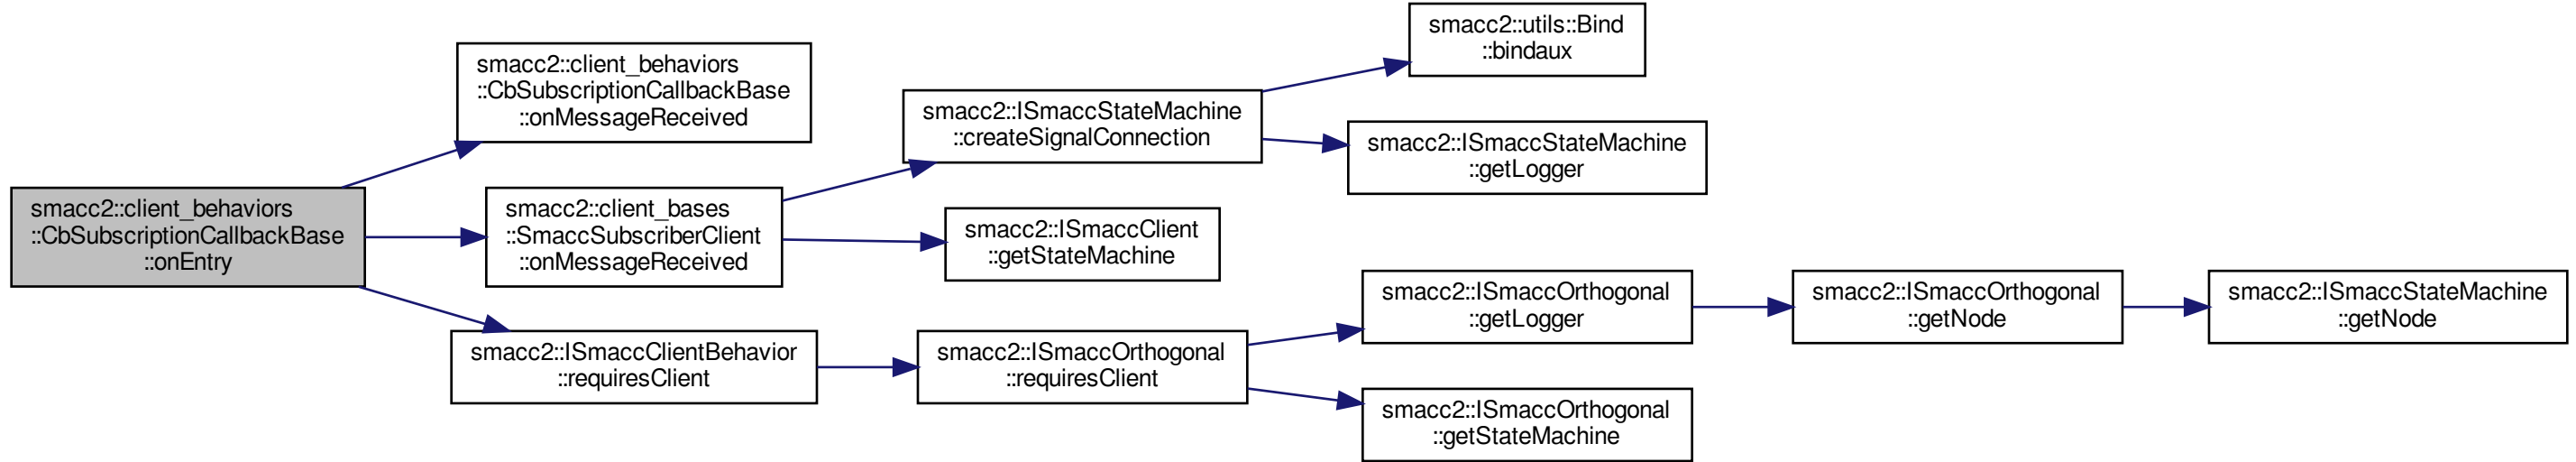 smacc2::client_behaviors
::CbSubscriptionCallbackBase
::onEntry
smacc2::client_behaviors
::CbSubscriptionCallbackBase
::onMessageReceived
smacc2::client_bases
::SmaccSubscriberClient
::onMessageReceived
smacc2::ISmaccStateMachine
::createSignalConnection
smacc2::utils::Bind
::bindaux
smacc2::ISmaccStateMachine
::getLogger
smacc2::ISmaccClient
::getStateMachine
smacc2::ISmaccClientBehavior
::requiresClient
smacc2::ISmaccOrthogonal
::requiresClient
smacc2::ISmaccOrthogonal
::getLogger
smacc2::ISmaccOrthogonal
::getNode
smacc2::ISmaccStateMachine
::getNode
smacc2::ISmaccOrthogonal
::getStateMachine